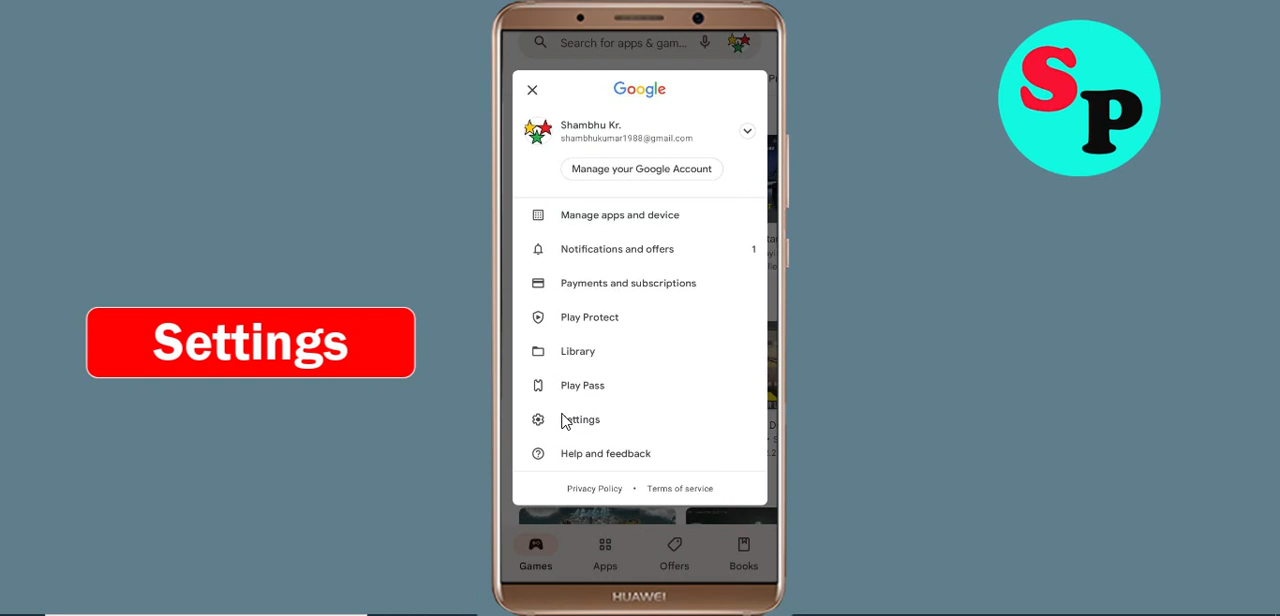 Search for apps & gam...
Google
Shambhu Kr.
shambhukumar1988@gmail.com
Manage your Google Account
Manage apps and device
Notifications and offers 1
Payments and subscriptions
Play Protect
Library
Play Pass
ettings
Help and feedback
Privacy Policy • Terms of service
Games Apps Offers Books
HUAWEI
Settings
SP